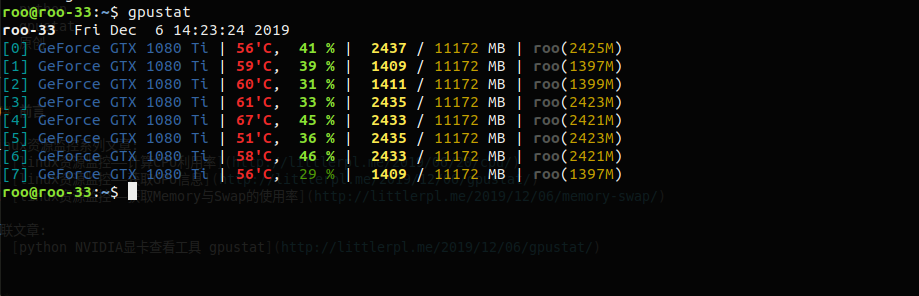 roo@roo-33:~$ gpustat
roo-33  Fri Dec  6 14:23:24 2019
[0] GeForce GTX 1080 Ti | 56'C,  41 % |  2437 / 11172 MB | roo(2425M)
[1] GeForce GTX 1080 Ti | 59'C,  39 % |  1409 / 11172 MB | roo(1397M)
[2] GeForce GTX 1080 Ti | 60'C,  31 % |  1411 / 11172 MB | roo(1399M)
[3] GeForce GTX 1080 Ti | 61'C,  33 % |  2435 / 11172 MB | roo(2423M)
[4] GeForce GTX 1080 Ti | 67'C,  45 % |  2433 / 11172 MB | roo(2421M)
[5] GeForce GTX 1080 Ti | 51'C,  36 % |  2435 / 11172 MB | roo(2423M)
[6] GeForce GTX 1080 Ti | 58'C,  46 % |  2433 / 11172 MB | roo(2421M)
[7] GeForce GTX 1080 Ti | 56'C,  29 % |  1409 / 11172 MB | roo(1397M)
roo@roo-33:~$
取Memory与Swap的使用率](http://littlerpl.me/2019/12/06/memory-swap/)
联文章:
[python NVIDIA显卡查看工具 gpustat](http://littlerpl.me/2019/12/06/gpustat/)